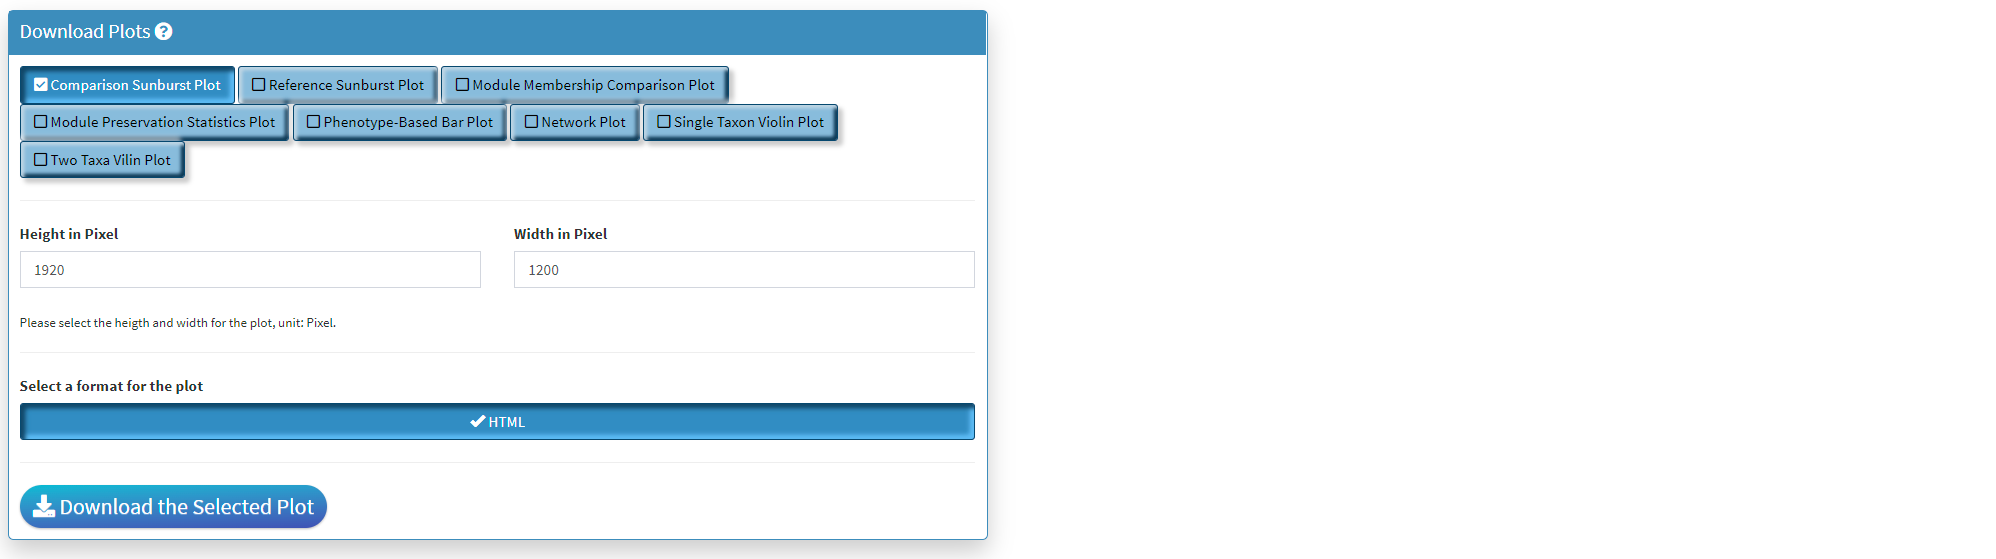 Download Plots
Comparison Sunburst Plot Reference Sunburst Plot Module Membership Comparison Plot
Module Preservation Statistics Plot Phenotype-Based Bar Plot Network Plot Single Taxon Violin Plot
Two Taxa Vilin Plot
Height in Pixel Width in Pixel
1920 1200
Please select the heigth and width for the plot, unit: Pixel.
Select a format for the plot
HTML
Download the Selected Plot